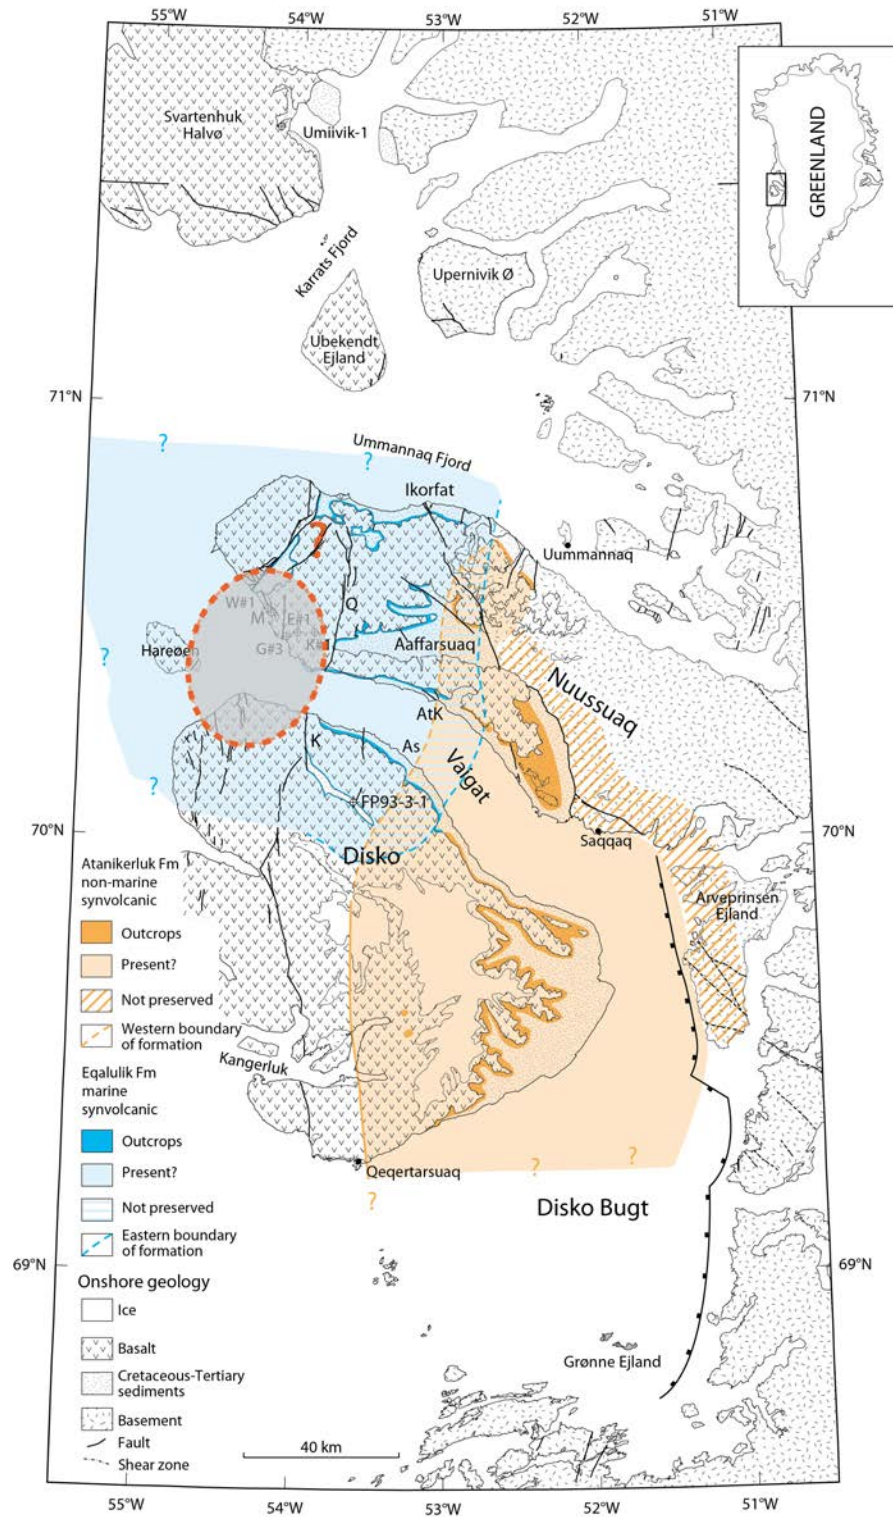 55°W
54°W
53°W
52°W
51°W
Svartenhuk
Halvø
Umiivik-1
GREENLAND
Karrats Fjord
Upernivik Ø
Ubekendt
Ejland
71°N
71°N
?
?
Ummannaq Fjord
Ikorfat
Uummannaq
W#1
M
E#1
Q
K#1
G#3
Aaffarsuaq
Hareøen
?
Nuussuaq
AtK
K
As
Vaigat
?
FP93-3-1
70°N
70°N
Saqqaq
Disko
Atanikerluk Fm
non-marine
synvolcanic
Arveprinsen
Ejland
Outcrops
Present?
Not preserved
Western boundary
of formation
Kangerluk
Eqalulik Fm
marine
synvolcanic
Outcrops
Present?
?
?
Qeqertarsuaq
?
Not preserved
Disko Bugt
Eastern boundary
of formation
69°N
69°N
Onshore geology
Ice
Basalt
Grønne Ejland
Cretaceous-Tertiary
sediments
Basement
Fault
40 km
Shear zone
55°W
54°W
53°W
52°W
51°W